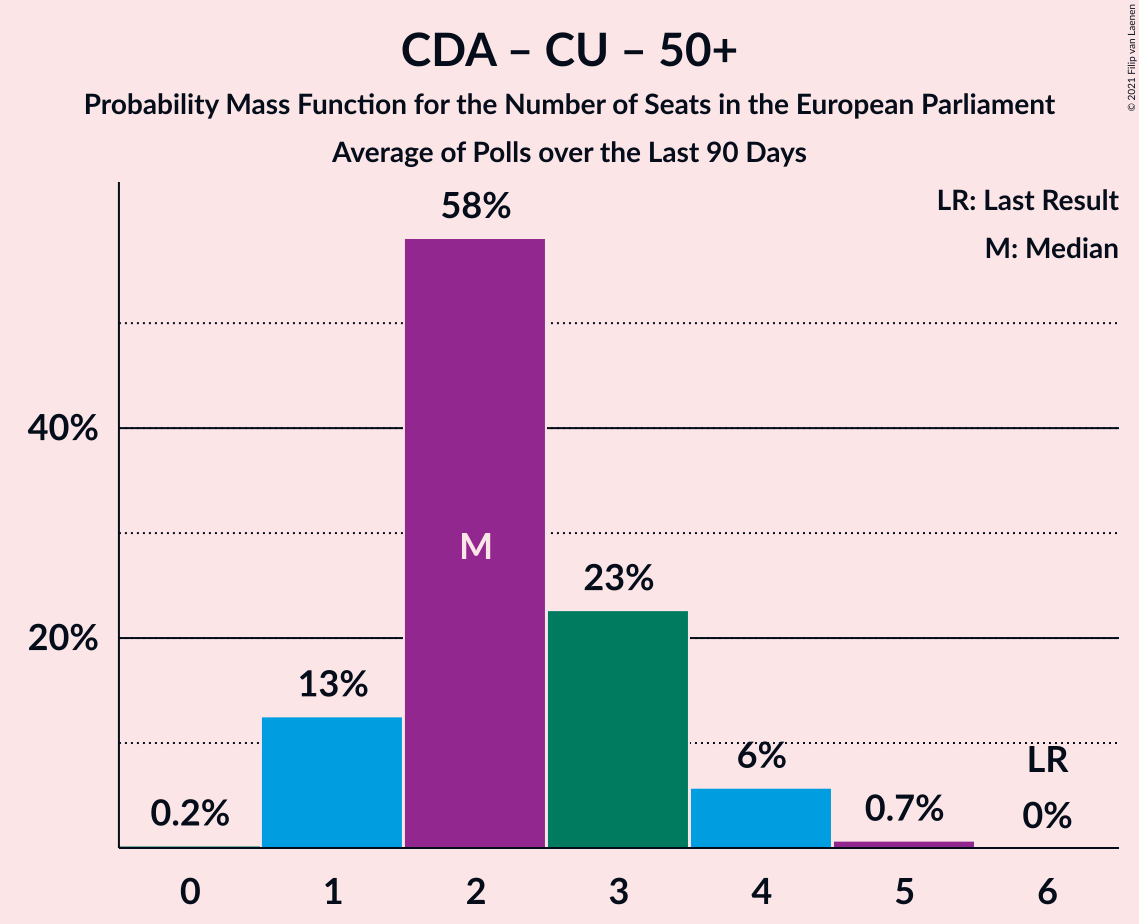 CDA – CU – 50+
Probability Mass Function for the Number of Seats in the European Parliament
Average of Polls over the Last 90 Days
© 2021 Filip van Laenen
LR: Last Result
M: Median
58%
40%
M
23%
20%
13%
6%
LR
0.2%
0.7%
0%
0 1 2 3 4 5 6